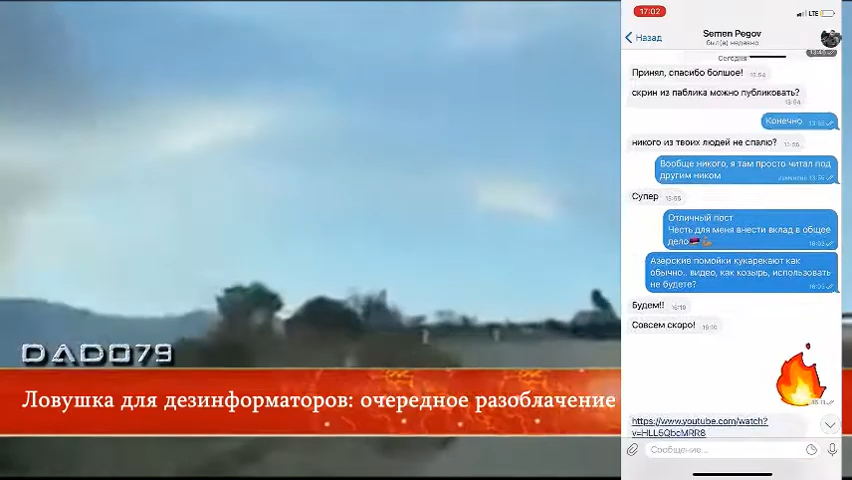 DADO79
Ловушка для дезинформаторов: очередное разоблачение
17:02
LTE
Назад
Semen Pegov
был(а) недавно
Сегодня
Принял, спасибо болшое!
скрин из паблика можно публиковать?
Конечно
никого из твоих людей не спалю?
Вообще никого, я там просто читал под
другим ником
Супер
Отличный пост
Честь для меня внести вклад в общее
дело
Азерские помойки кукарекают как
обычно.. видео, как козырь, использовать
не будете?
Будем!!
Совсем скоро!
https://www.youtube.com/watch?
Сообщение...